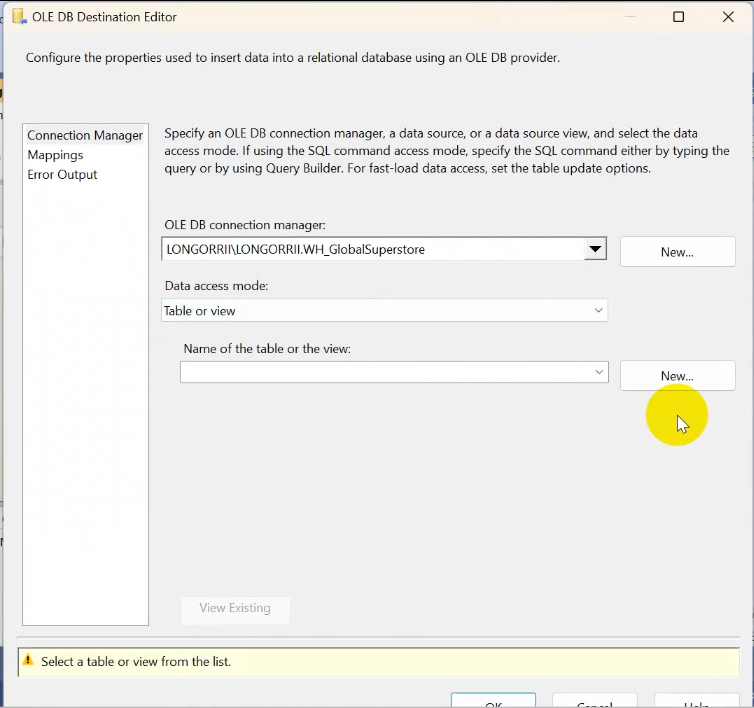 OLE DB Destination Editor
Configure the properties used to insert data into a relational database using an OLE DB provider.
Connection Manager
Mappings
Error Output
Specify an OLE DB connection manager, a data source, or a data source view, and select the data
access mode. If using the SQL command access mode, specify the SQL command either by typing the
query or by using Query Builder. For fast-load data access, set the table update options.
OLE DB connection manager:
LONGORRII\LONGORRII.WH_GlobalSuperstore
New...
Data access mode:
Table or view
Name of the table or the view:
New...
View Existing
Select a table or view from the list.
OK
Cancel
Help